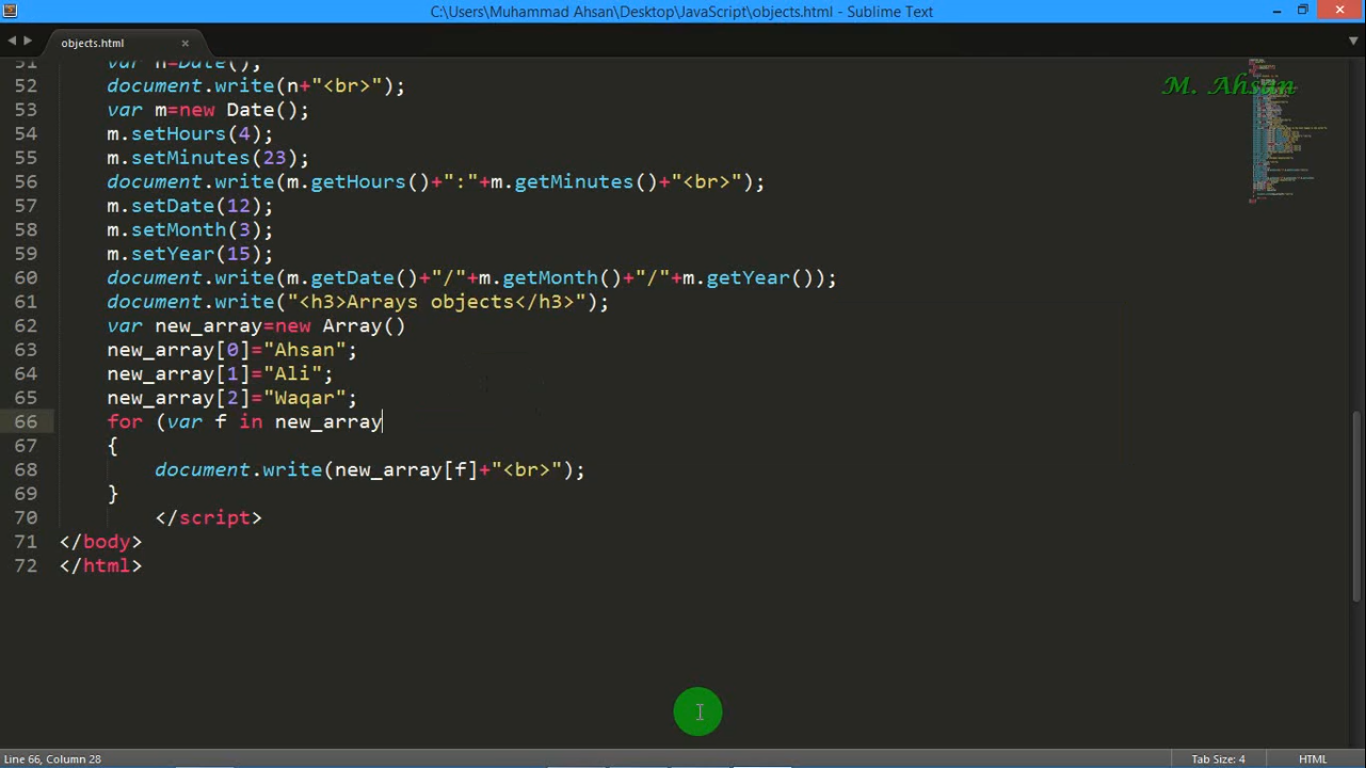 C:\Users\Muhammad Ahsan\Desktop\JavaScript\objects.html - Sublime Text
objects.html
M. Ahsan
51 var n=Date();
52 document.write(n+"<br>");
53 var m=new Date();
54 m.setHours(4);
55 m.setMinutes(23);
56 document.write(m.getHours()+":"+m.getMinutes()+"<br>");
57 m.setDate(12);
58 m.setMonth(3);
59 m.setYear(15);
60 document.write(m.getDate()+"/"+m.getMonth()+"/"+m.getYear());
61 document.write("<h3>Arrays objects</h3>");
62 var new_array=new Array()
63 new_array[0]="Ahsan";
64 new_array[1]="Ali";
65 new_array[2]="Waqar";
66 for (var f in new_array
67 {
68 document.write(new_array[f]+"<br>");
69 }
70 </script>
71 </body>
72 </html>
Line 66, Column 28
Tab Size: 4
HTML